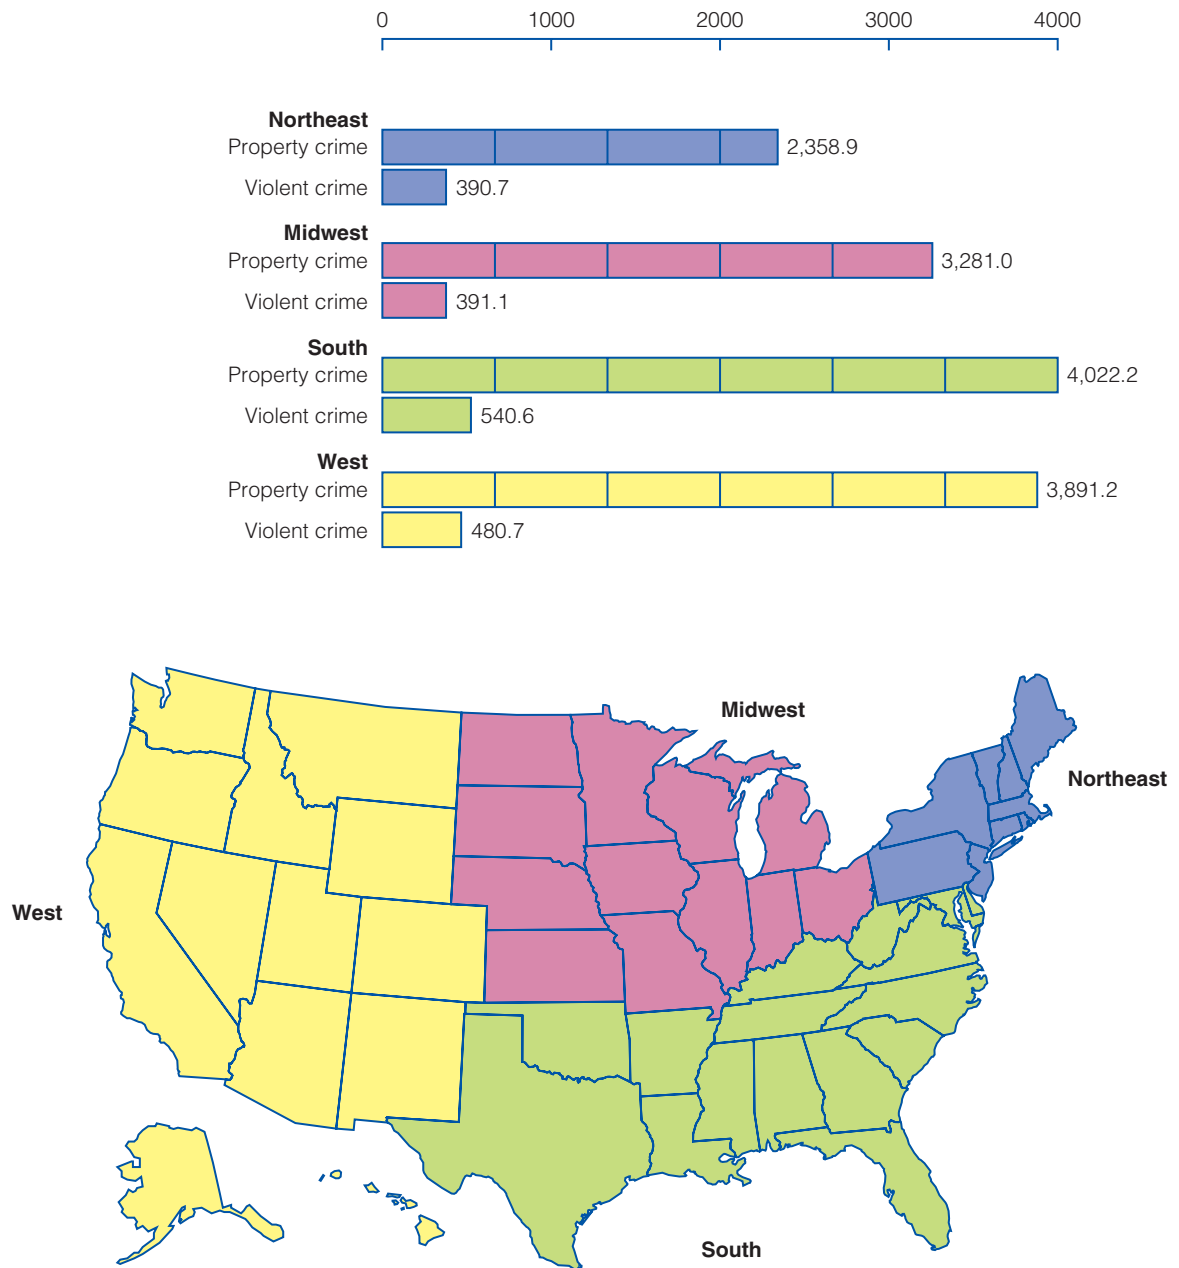 0 1000 2000 3000 4000
Northeast
Property crime 2,358.9
Violent crime 390.7
Midwest
Property crime 3,281.0
Violent crime 391.1
South
Property crime 4,022.2
Violent crime 540.6
West
Property crime 3,891.2
Violent crime 480.7
Midwest
Northeast
West
South